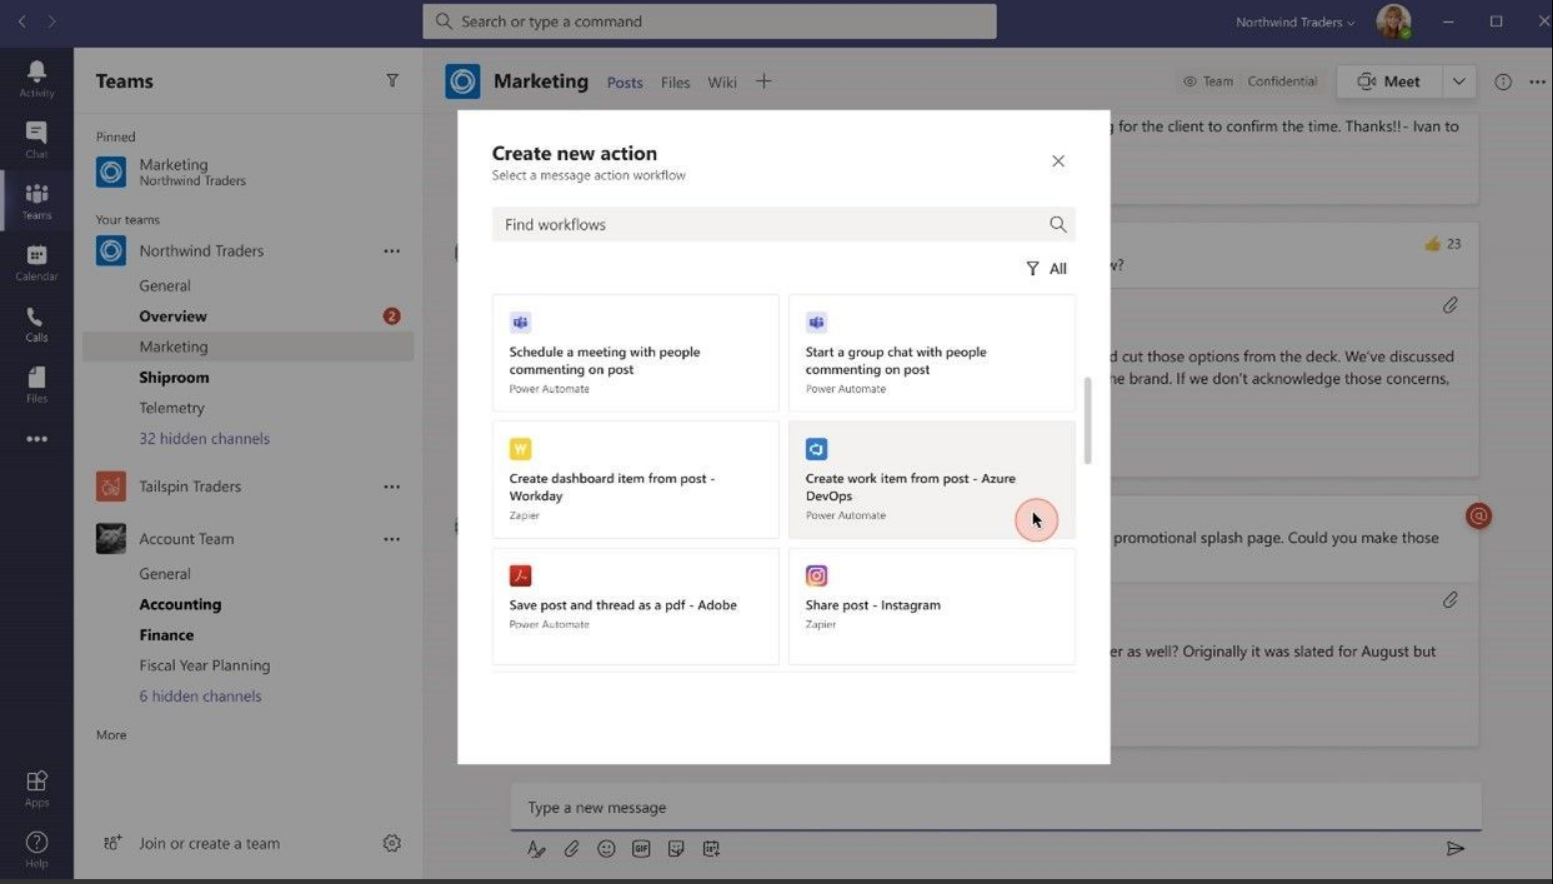 Search or type a command
Northwind Traders
Activity
Chat
Teams
Calendar
Calls
Files
Apps
Help
Teams
Pinned
Marketing
Northwind Traders
Your teams
Northwind Traders
General
Overview
2
Marketing
Shiproom
Telemetry
32 hidden channels
Tailspin Traders
Account Team
General
Accounting
Finance
Fiscal Year Planning
6 hidden channels
More
Join or create a team
Marketing
Posts
Files
Wiki
Team
Confidential
Meet
for the client to confirm the time. Thanks!!- Ivan to
23
cut those options from the deck. We've discussed
brand. If we don't acknowledge those concerns,
@
promotional splash page. Could you make those
as well? Originally it was slated for August but
Create new action
Select a message action workflow
Find workflows
All
Schedule a meeting with people
commenting on post
Power Automate
Start a group chat with people
commenting on post
Power Automate
W
Create dashboard item from post -
Workday
Zapier
Create work item from post - Azure
DevOps
Power Automate
Save post and thread as a pdf - Adobe
Power Automate
Share post - Instagram
Zapier
Type a new message
GIF